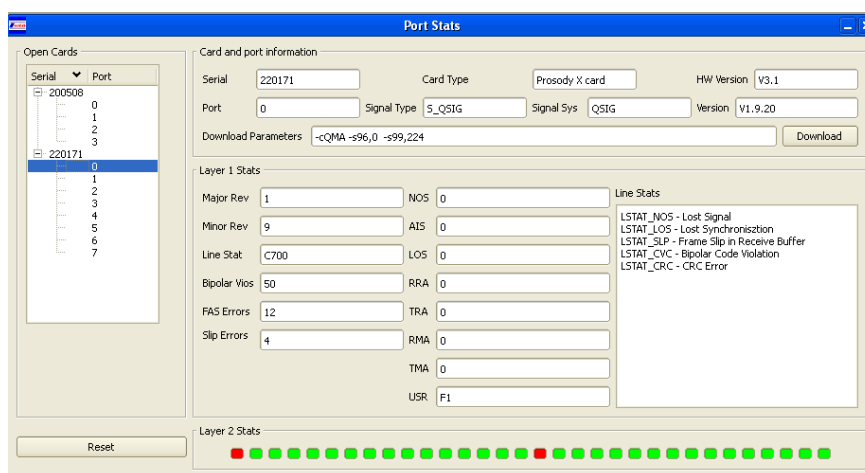 Port Stats
Open Cards
Serial Port
200508
0
1
2
3
220171
0
1
2
3
4
5
6
7
Reset
Card and port information
Serial 220171 Card Type Prosody X card HW Version V3.1
Port 0 Signal Type S_QSIG Signal Sys QSIG Version V1.9.20
Download Parameters -cQMA -s96,0 -s99,224 Download
Layer 1 Stats
Major Rev 1
Minor Rev 9
Line Stat C700
Bipolar Vios 50
FAS Errors 12
Slip Errors 4
NOS 0
AIS 0
LOS 0
RRA 0
TRA 0
RMA 0
TMA 0
USR F1
Line Stats
LSTAT_NOS - Lost Signal
LSTAT_LOS - Lost Synchronisztion
LSTAT_SLP - Frame Slip in Receive Buffer
LSTAT_CVC - Bipolar Code Violation
LSTAT_CRC - CRC Error
Layer 2 Stats